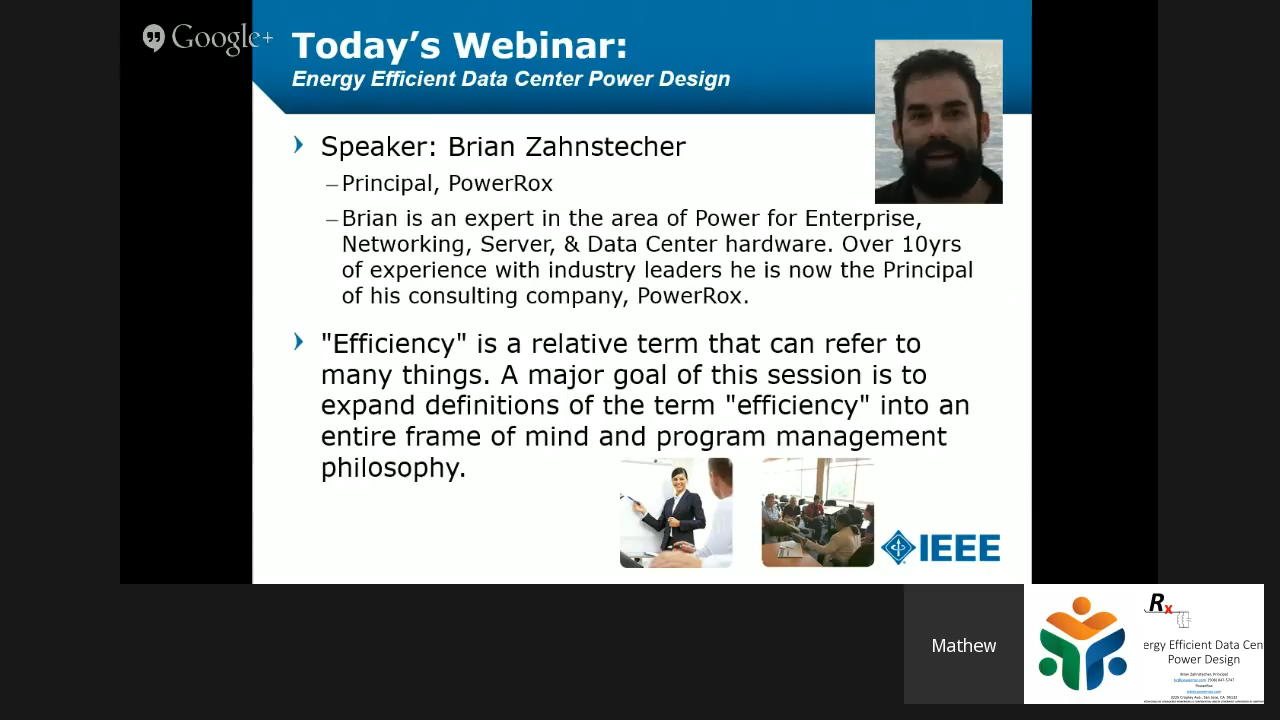 Google+
Today's Webinar:
Energy Efficient Data Center Power Design
Speaker: Brian Zahnstecher
–Principal, PowerRox
–Brian is an expert in the area of Power for Enterprise,
Networking, Server, & Data Center hardware. Over 10yrs
of experience with industry leaders he is now the Principal
of his consulting company, PowerRox.
"Efficiency" is a relative term that can refer to
many things. A major goal of this session is to
expand definitions of the term "efficiency" into an
entire frame of mind and program management
philosophy.
IEEE
Mathew
Rx
ergy Efficient Data Cen
Power Design
Brian Zahnstecher, Principal
PowerRox